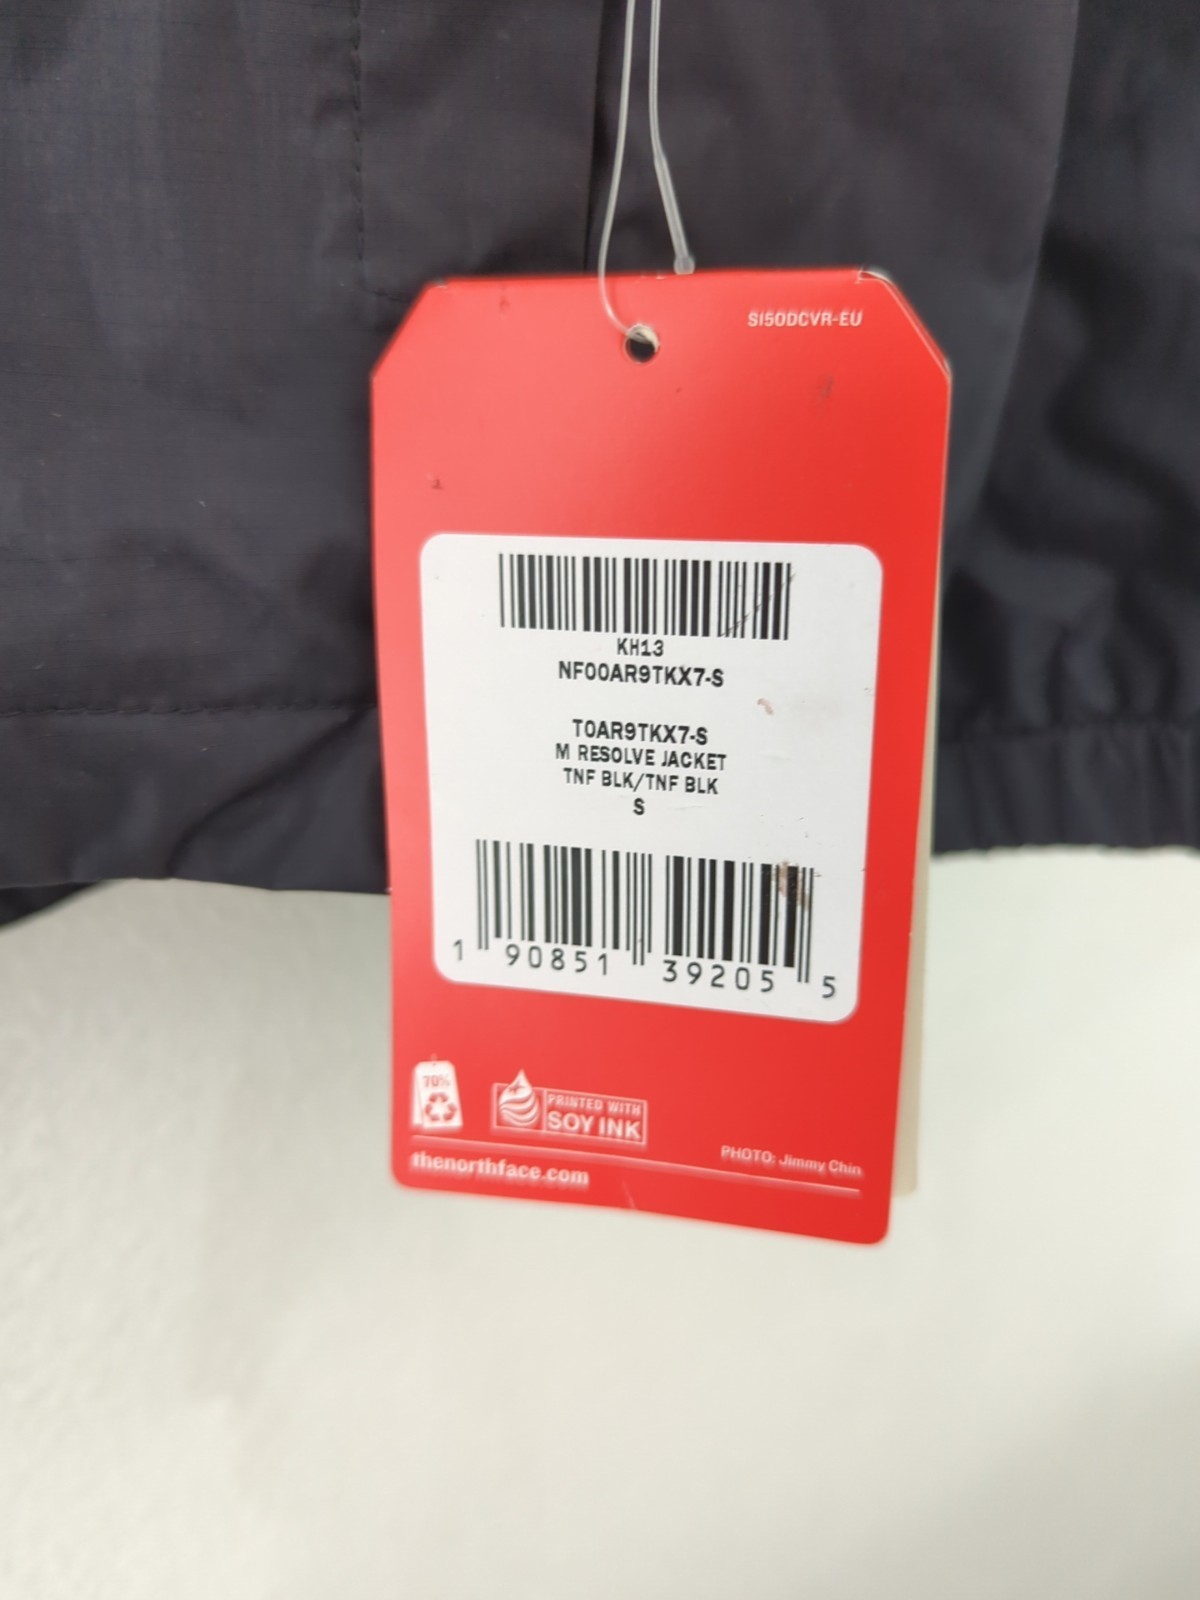 SI50DCVR-EU
KH13
NF00AR9TKX7-S
T0AR9TKX7-S
M RESOLVE JACKET
TNF BLK/TNF BLK
S
1 90851 39205 5
70%
PRINTED WITH
SOY INK
PHOTO: Jimmy Chin
thenorthface.com